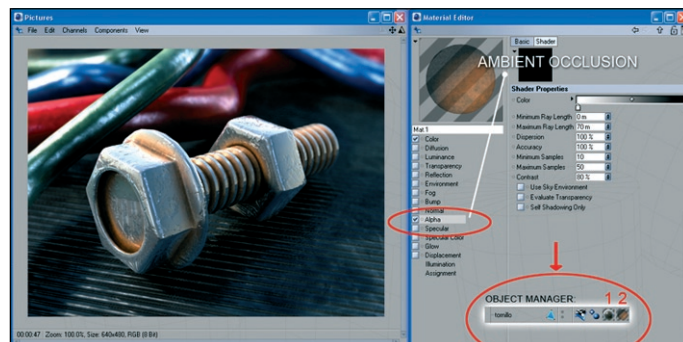 Pictures
File Edit Channels Components View
00:00:47 Zoom: 100.0%, Size: 640x480, RGB (8 Bit)
Material Editor
Basic Shader
AMBIENT OCCLUSION
Shader Properties
Color
Minimum Ray Length 0 m
Maximum Ray Length 70 m
Dispersion 100 %
Accuracy 100 %
Minimum Samples 10
Maximum Samples 50
Contrast 80 %
Use Sky Environment
Evaluate Transparency
Self Shadowing Only
Mat.1
Color
Diffusion
Luminance
Transparency
Reflection
Environment
Fog
Bump
Normal
Alpha
Specular
Specular Color
Glow
Displacement
Illumination
Assignment
OBJECT MANAGER: 1 2
tornillo